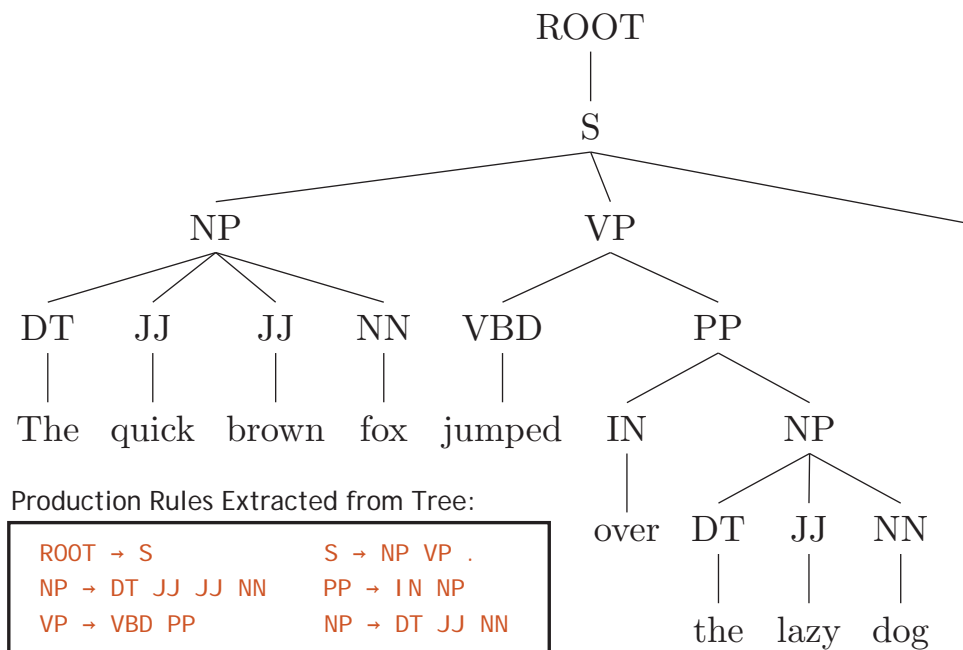 ROOT
S
NP VP
DT JJ JJ NN VBD PP
The quick brown fox jumped IN NP
over DT JJ NN
the lazy dog
Production Rules Extracted from Tree:
ROOT → S S → NP VP .
NP → DT JJ JJ NN PP → IN NP
VP → VBD PP NP → DT JJ NN